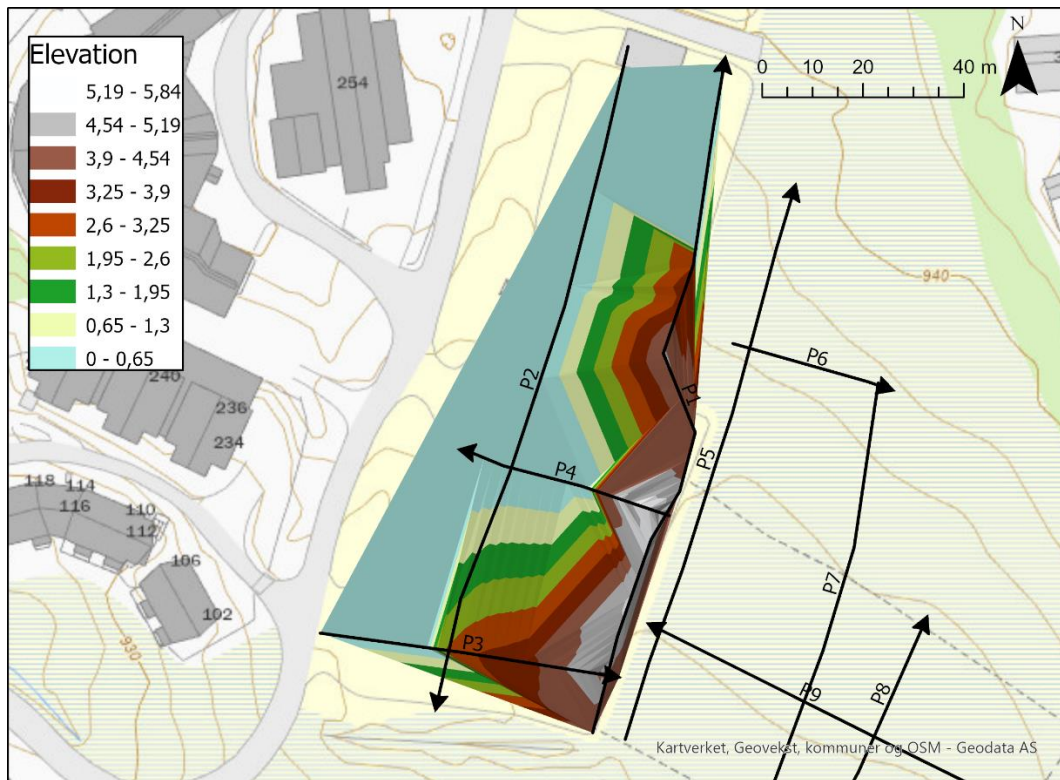 Elevation
5,19 - 5,84
4,54 - 5,19
3,9 - 4,54
3,25 - 3,9
2,6 - 3,25
1,95 - 2,6
1,3 - 1,95
0,65 - 1,3
0 - 0,65
N
0 10 20 40 m
254
940
P2
P1
P6
P5
P4
240
236
234
118
114
116
110
112
106
102
P7
P3
P9
P8
930
Kartverket, Geovekst, kommuner og OSM - Geodata AS